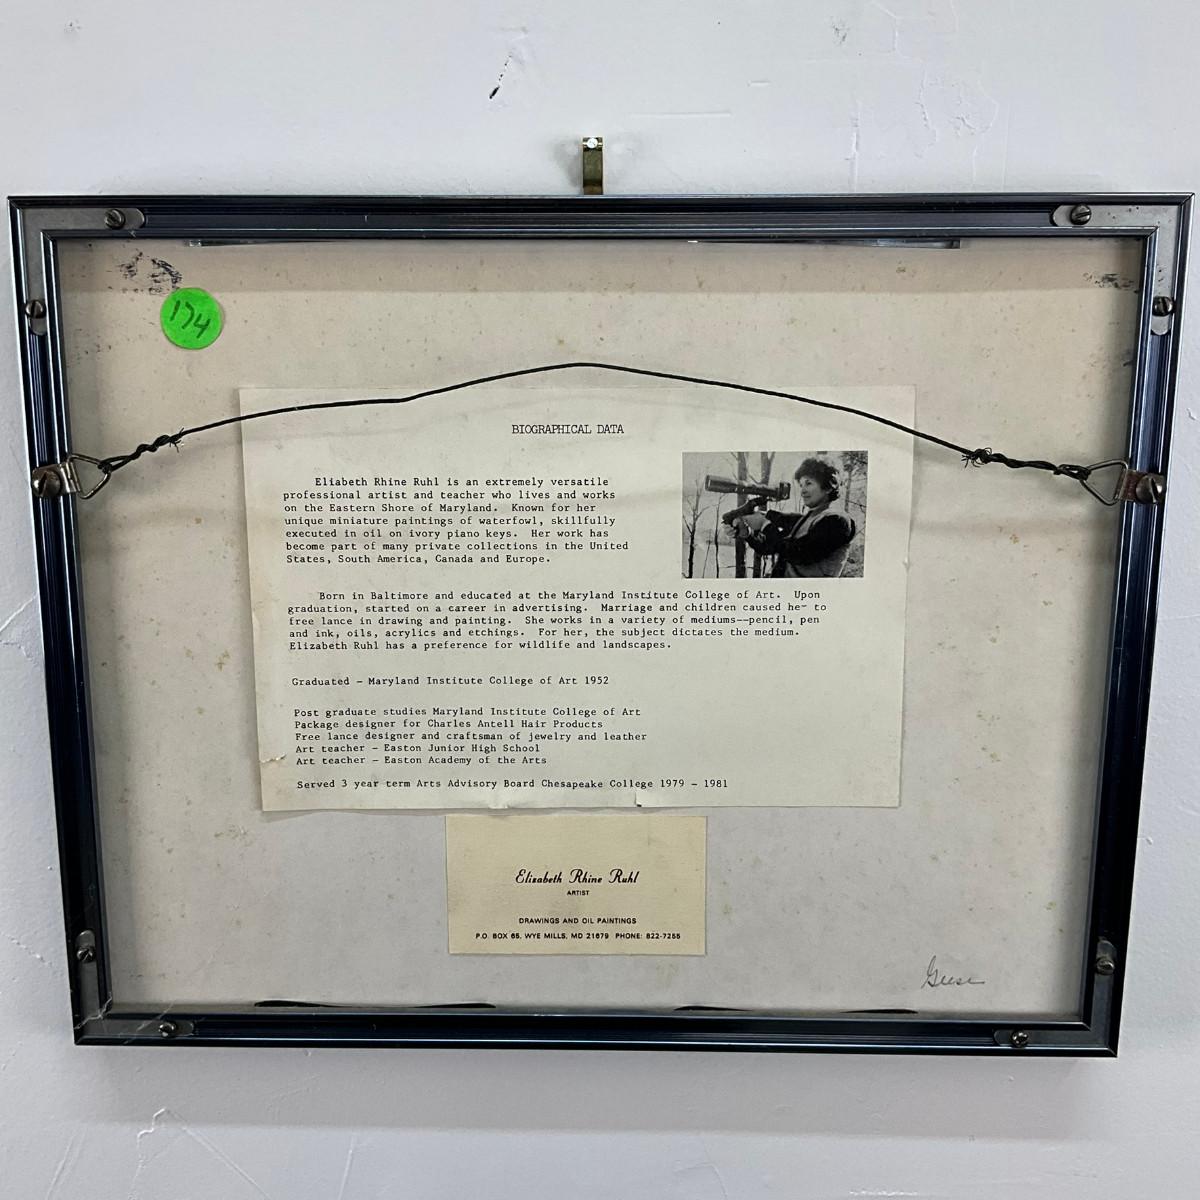 174
BIOGRAPHICAL DATA
Eliabeth Rhine Ruhl is an extremely versatile
professional artist and teacher who lives and works
on the Eastern Shore of Maryland. Known for her
unique miniature paintings of waterfowl, skillfully
executed in oil on ivory piano keys. Her work has
become part of many private collections in the United
States, South America, Canada and Europe.
Born in Baltimore and educated at the Maryland Institute College of Art. Upon
graduation, started on a career in advertising. Marriage and children caused her to
free lance in drawing and painting. She works in a variety of mediums--pencil, pen
and ink, oils, acrylics and etchings. For her, the subject dictates the medium.
Elizabeth Ruhl has a preference for wildlife and landscapes.
Graduated - Maryland Institute College of Art 1952
Post graduate studies Maryland Institute College of Art
Package designer for Charles Antell Hair Products
Free lance designer and craftsman of jewelry and leather
Art teacher - Easton Junior High School
Art teacher - Easton Academy of the Arts
Served 3 year term Arts Advisory Board Chesapeake College 1979 - 1981
Elizabeth Rhine Ruhl
ARTIST
DRAWINGS AND OIL PAINTINGS
P.O. BOX 65, WYE MILLS, MD 21679 PHONE: 822-7255
Geese